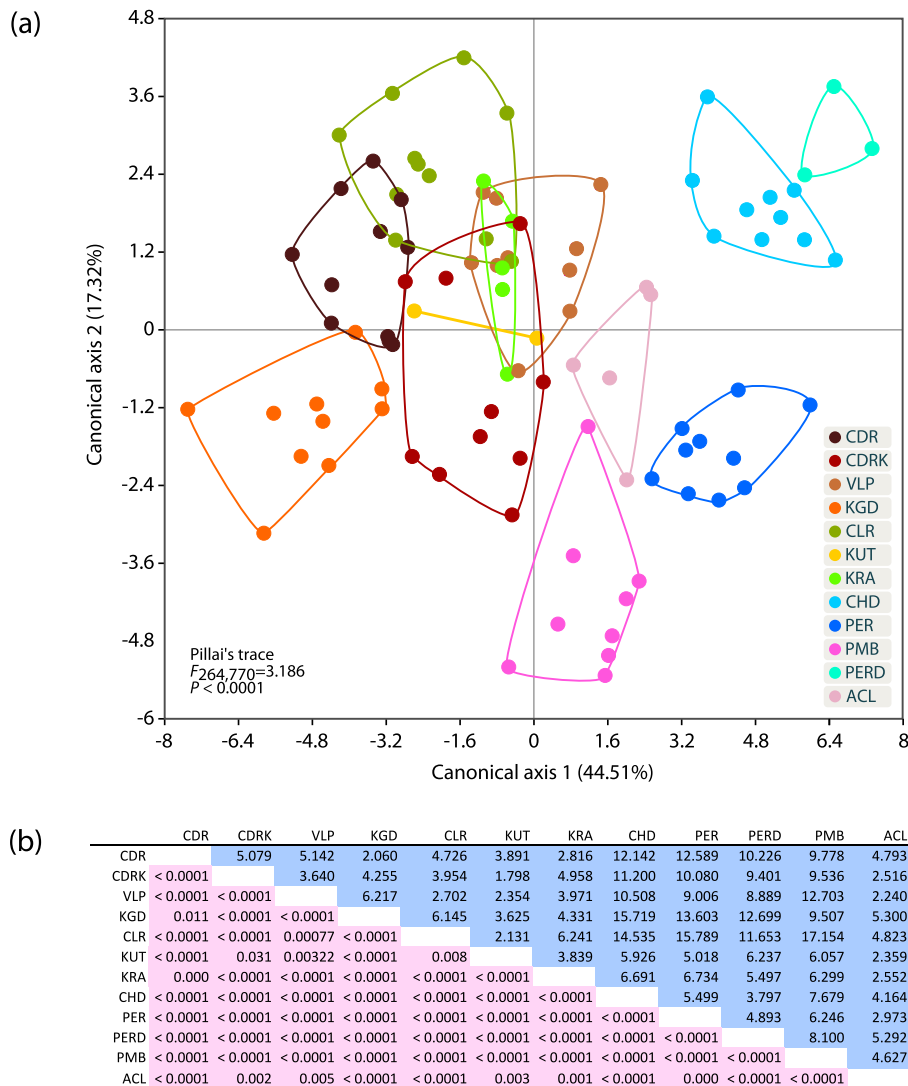 (a)
4.8
3.6
2.4
1.2
0
-1.2
-2.4
-3.6
-4.8
-6
Canonical axis 2 (17.32%)
CDR
CDRK
VLP
KGD
CLR
KUT
KRA
CHD
PER
PMB
PERD
ACL
Pillai's trace
F264,770=3.186
P < 0.0001
-8 -6.4 -4.8 -3.2 -1.6 0 1.6 3.2 4.8 6.4 8
Canonical axis 1 (44.51%)
(b)
CDR CDRK VLP KGD CLR KUT KRA CHD PER PERD PMB ACL
CDR 5.079 5.142 2.060 4.726 3.891 2.816 12.142 12.589 10.226 9.778 4.793
CDRK < 0.0001 3.640 4.255 3.954 1.798 4.958 11.200 10.080 9.401 9.536 2.516
VLP < 0.0001 < 0.0001 6.217 2.702 2.354 3.971 10.508 9.006 8.889 12.703 2.240
KGD 0.011 < 0.0001 < 0.0001 6.145 3.625 4.331 15.719 13.603 12.699 9.507 5.300
CLR < 0.0001 < 0.0001 0.00077 < 0.0001 2.131 6.241 14.535 15.789 11.653 17.154 4.823
KUT < 0.0001 0.031 0.00322 < 0.0001 0.008 3.839 5.926 5.018 6.237 6.057 2.359
KRA 0.000 < 0.0001 < 0.0001 < 0.0001 < 0.0001 < 0.0001 6.691 6.734 5.497 6.299 2.552
CHD < 0.0001 < 0.0001 < 0.0001 < 0.0001 < 0.0001 < 0.0001 < 0.0001 5.499 3.797 7.679 4.164
PER < 0.0001 < 0.0001 < 0.0001 < 0.0001 < 0.0001 < 0.0001 < 0.0001 < 0.0001 4.893 6.246 2.973
PERD < 0.0001 < 0.0001 < 0.0001 < 0.0001 < 0.0001 < 0.0001 < 0.0001 < 0.0001 < 0.0001 8.100 5.292
PMB < 0.0001 < 0.0001 < 0.0001 < 0.0001 < 0.0001 < 0.0001 < 0.0001 < 0.0001 < 0.0001 < 0.0001 4.627
ACL < 0.0001 0.002 0.005 < 0.0001 < 0.0001 0.003 0.001 < 0.0001 0.000 < 0.0001 < 0.0001